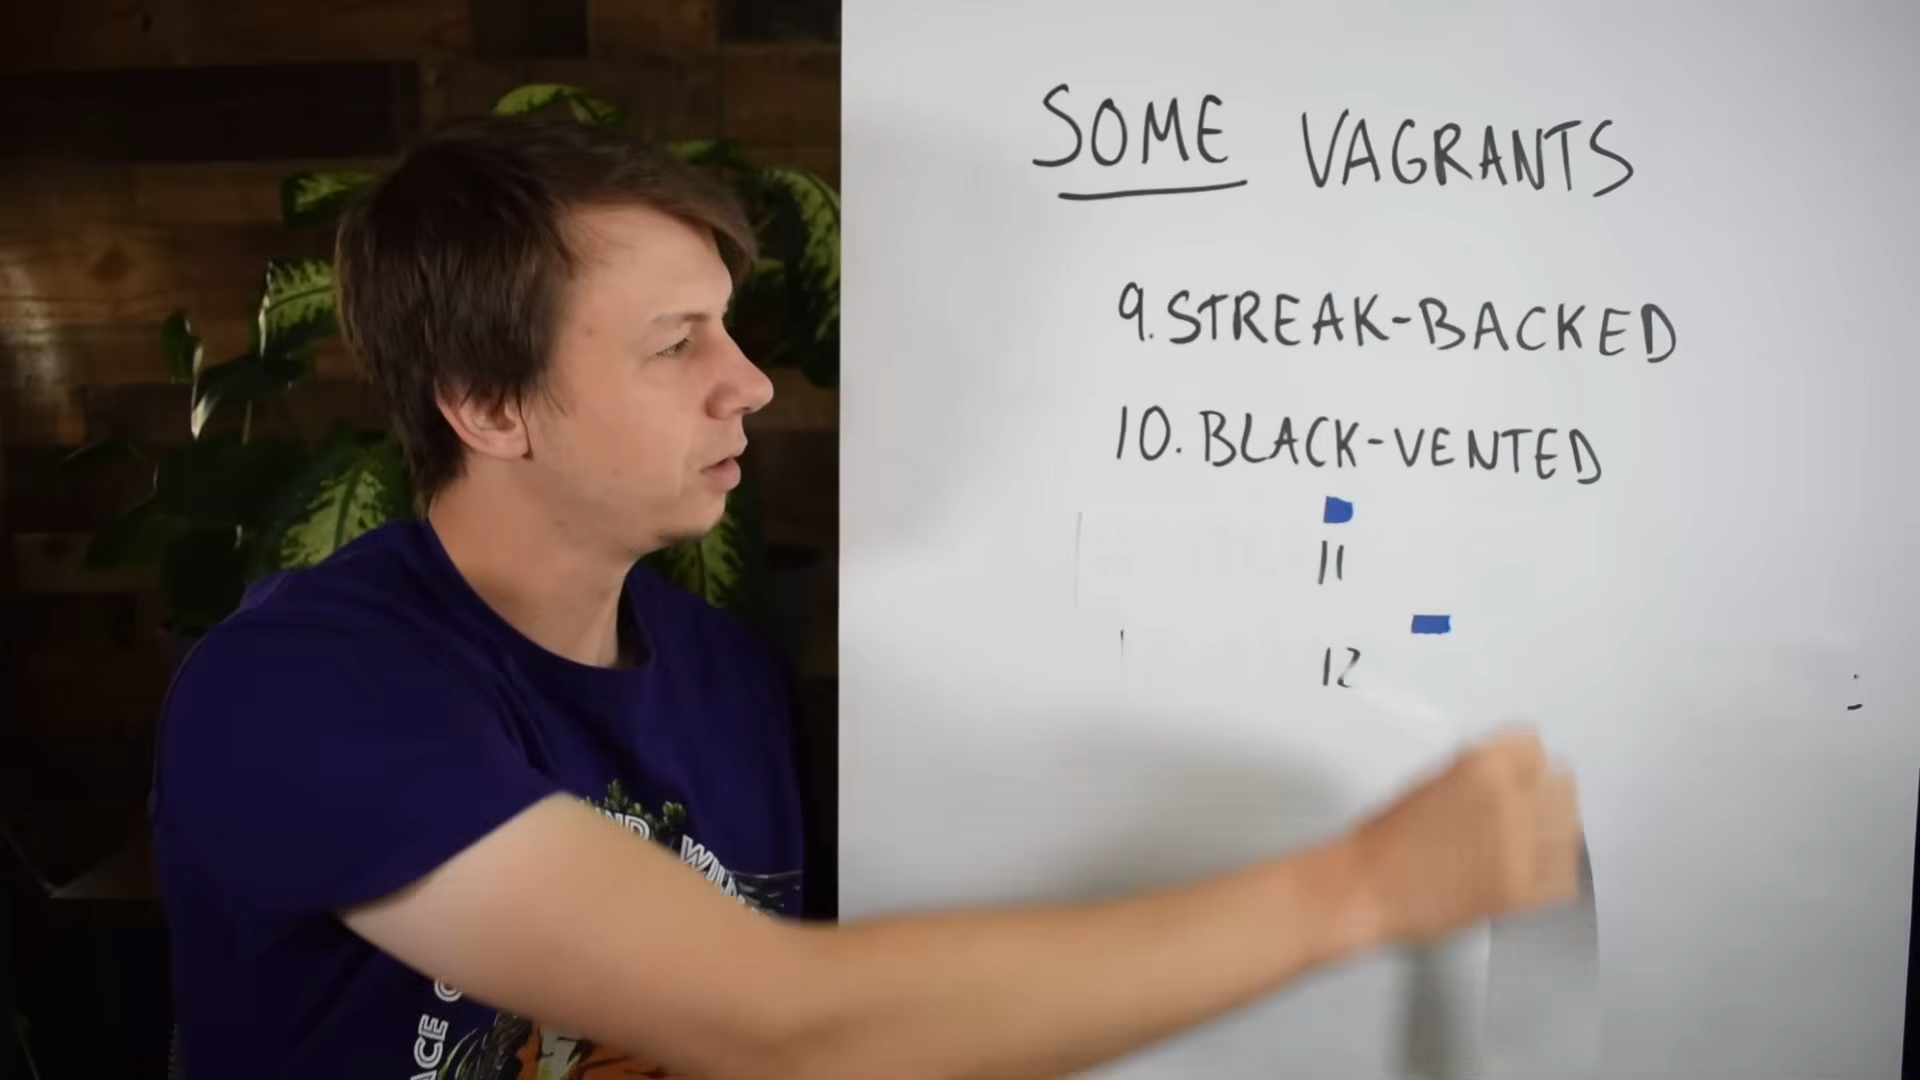 SOME VAGRANTS
9. STREAK-BACKED
10. BLACK-VENTED
11
12